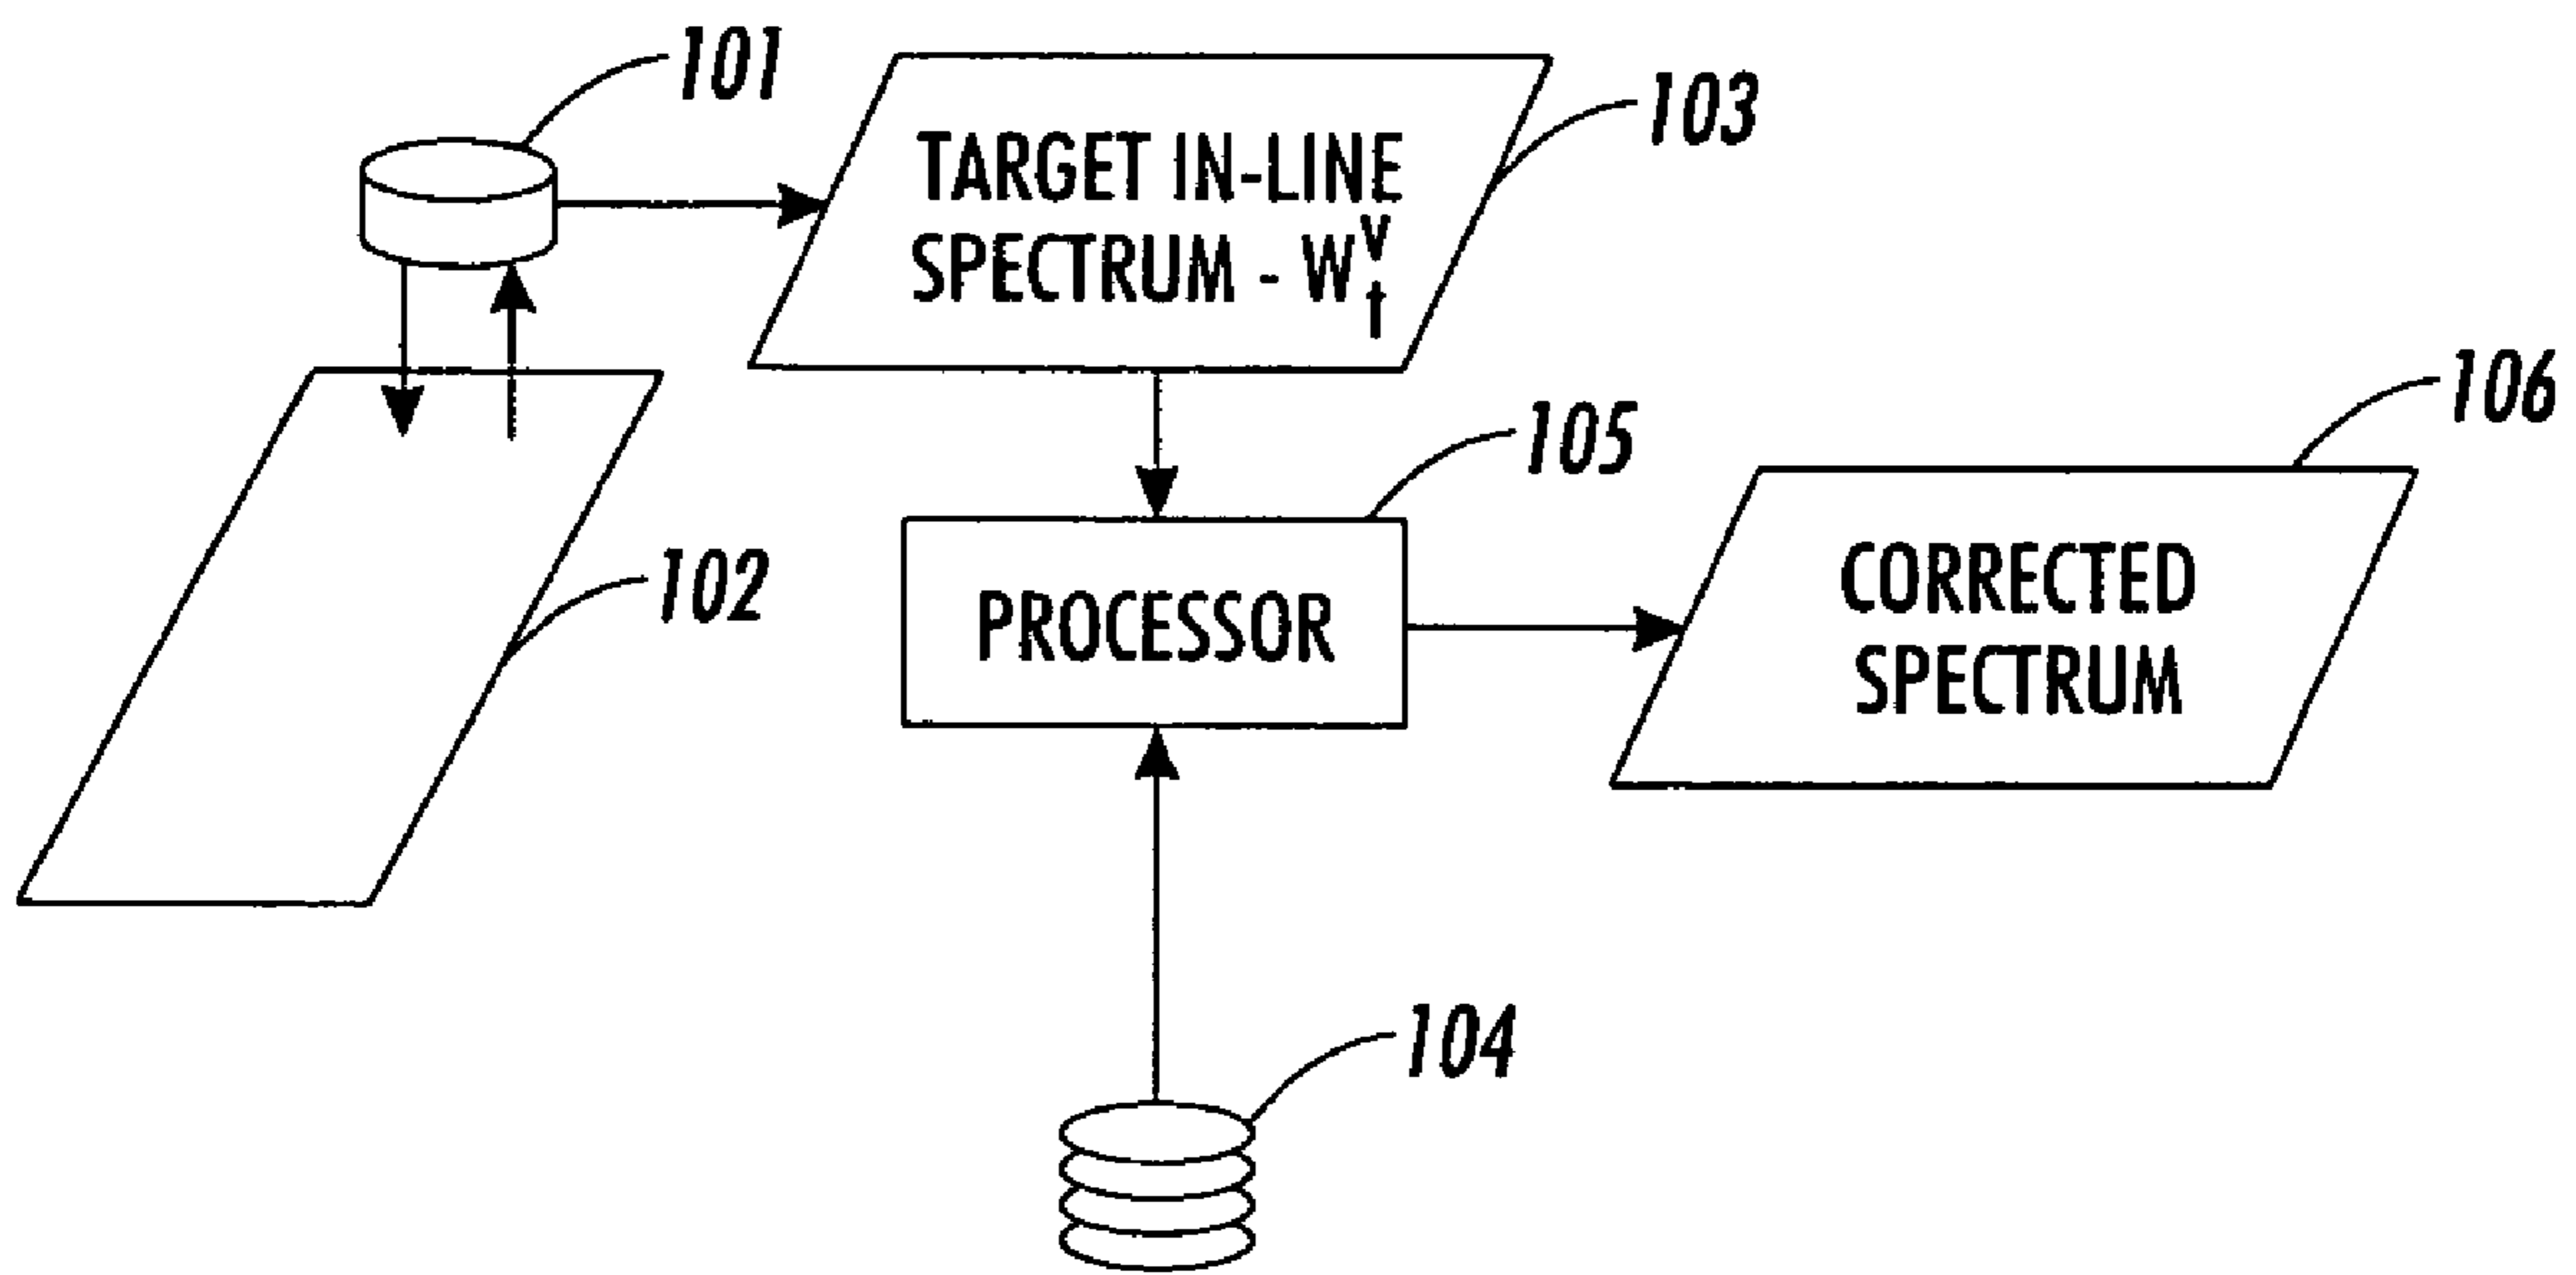 101
TARGET IN-LINE
SPECTRUM - W^v_t
103
106
105
PROCESSOR
CORRECTED
SPECTRUM
102
104